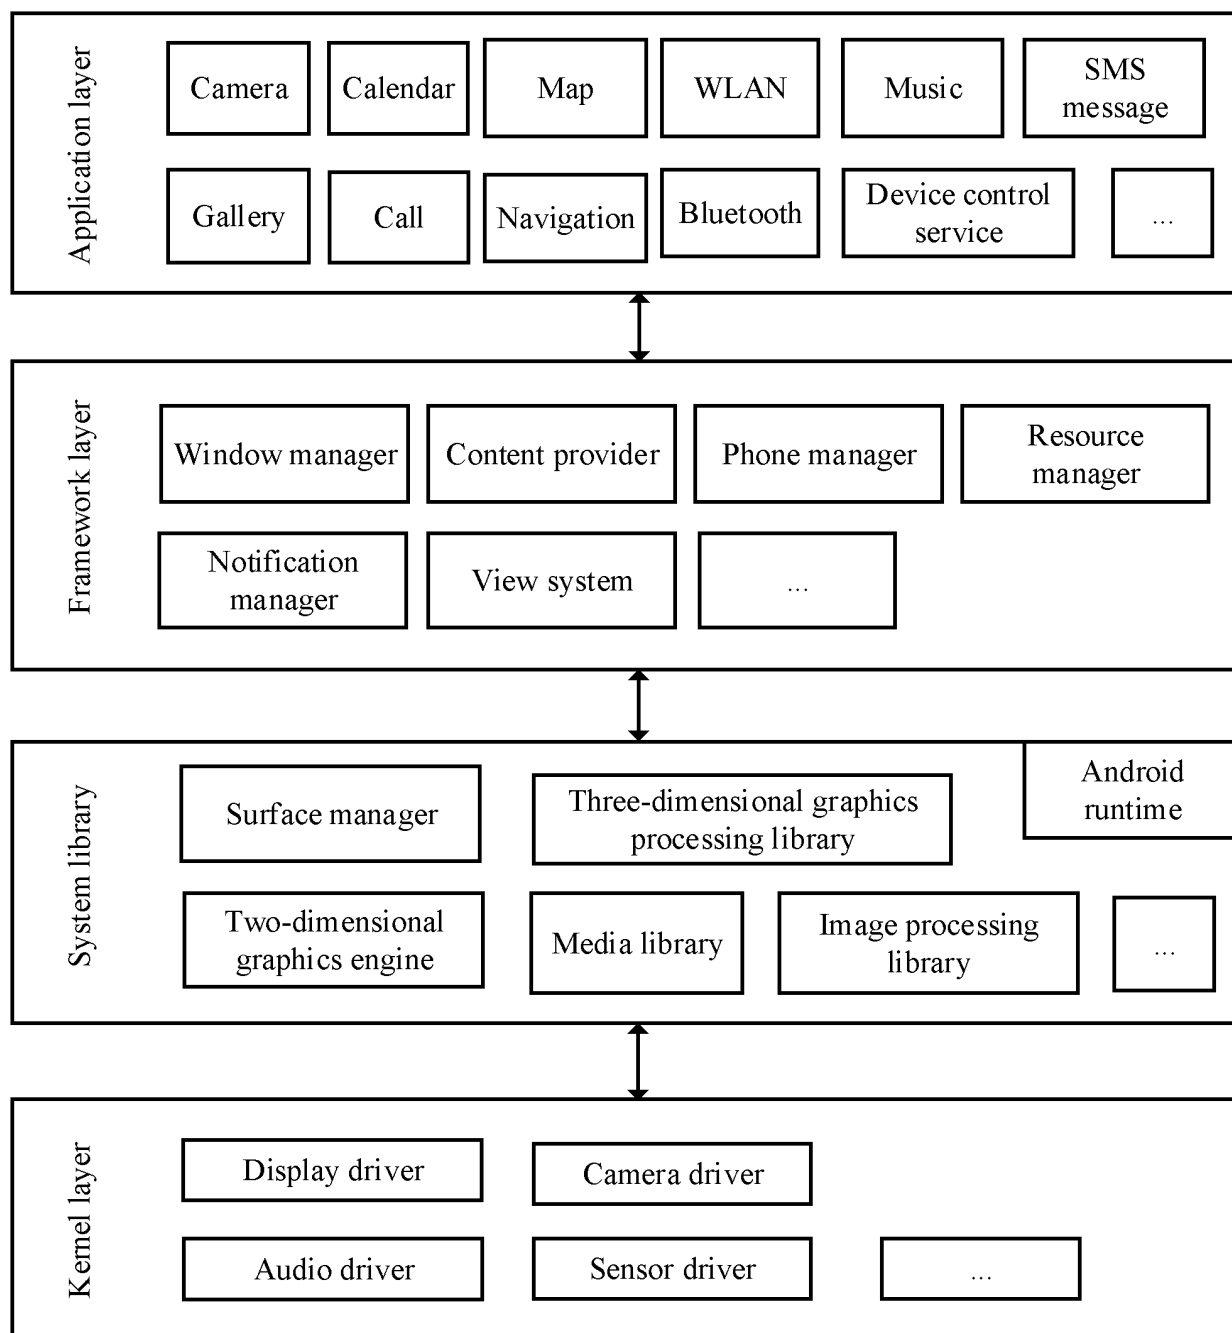 Application layer
Camera
Calendar
Map
WLAN
Music
SMS
message
Gallery
Call
Navigation
Bluetooth
Device control
service
...
Framework layer
Window manager
Content provider
Phone manager
Resource
manager
Notification
manager
View system
...
System library
Surface manager
Three-dimensional graphics
processing library
Android
runtime
Two-dimensional
graphics engine
Media library
Image processing
library
...
Kernel layer
Display driver
Camera driver
Audio driver
Sensor driver
...